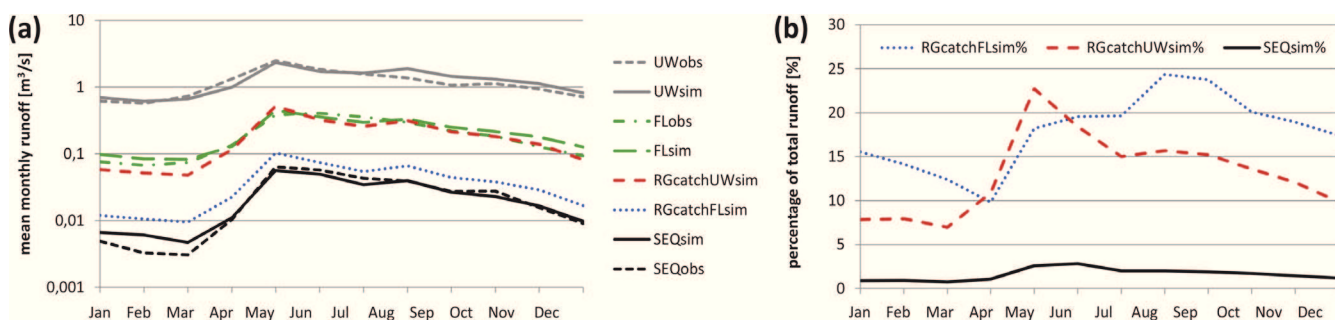 (a)
mean monthly runoff [m³/s]
10
1
0,1
0,01
0,001
Jan Feb Mar Apr May Jun Jul Aug Sep Oct Nov Dec
UWobs
UWsim
FLobs
FLsim
RGcatchUWsim
RGcatchFLsim
SEQsim
SEQobs
(b)
percentage of total runoff [%]
30
25
20
15
10
5
0
RGcatchFLsim% RGcatchUWsim% SEQsim%
Jan Feb Mar Apr May Jun Jul Aug Sep Oct Nov Dec